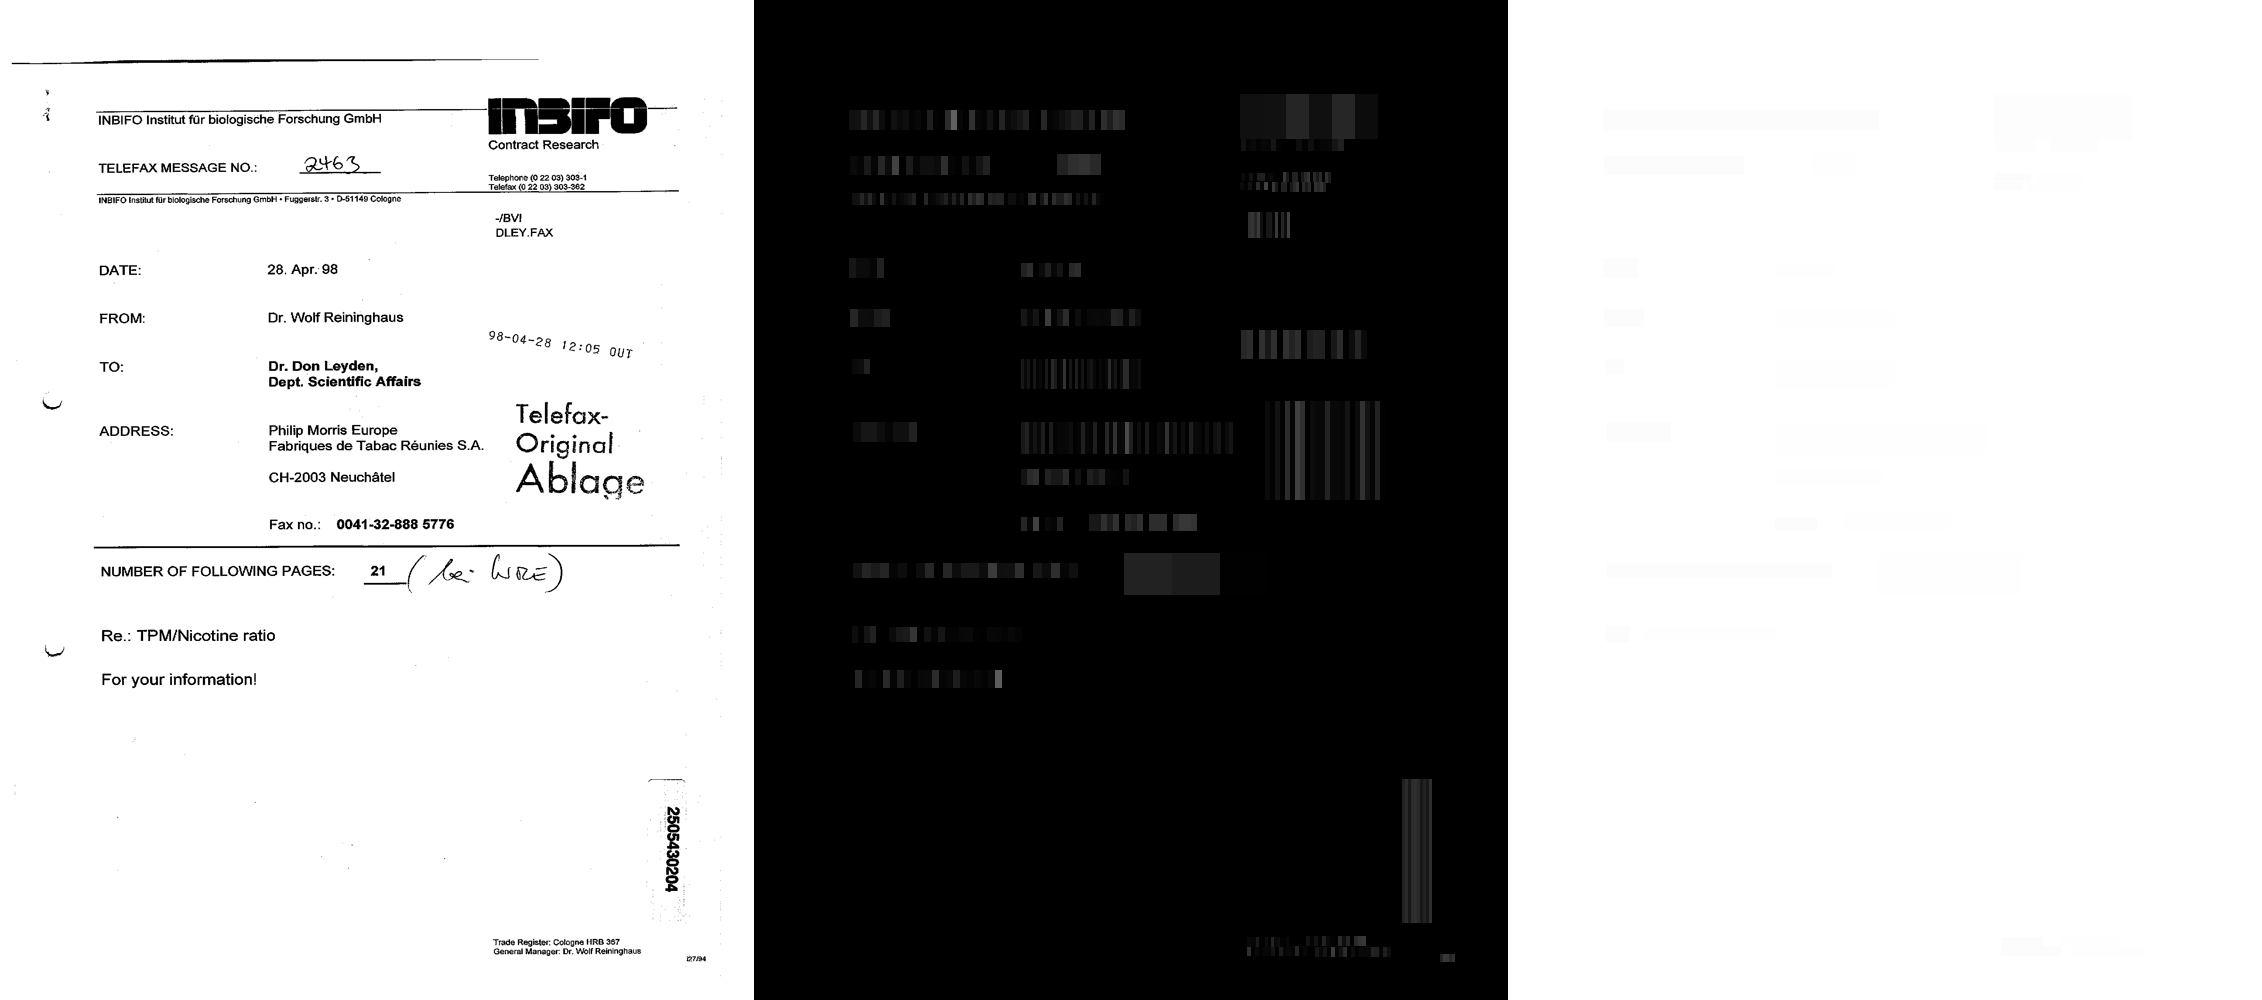 INBIFO Institut für biologische Forschung GmbH
INBIFO
Contract Research
TELEFAX MESSAGE NO.: 2463
Telephone (0 22 03) 303-1
Telefax (0 22 03) 303-362
INBIFO Institut für biologische Forschung GmbH • Fuggerstr. 3 • D-51149 Cologne
-/BVI
DLEY.FAX
DATE: 28. Apr. 98
FROM: Dr. Wolf Reininghaus
98-04-28 12:05 OUT
TO: Dr. Don Leyden,
Dept. Scientific Affairs
Telefax-
Original
Ablage
ADDRESS: Philip Morris Europe
Fabriques de Tabac Réunies S.A.
CH-2003 Neuchâtel
Fax no.: 0041-32-888 5776
NUMBER OF FOLLOWING PAGES: 21 (bei WRE)
Re.: TPM/Nicotine ratio
For your information!
2505430204
Trade Register: Cologne HRB 367
General Manager: Dr. Wolf Reininghaus
I27/94